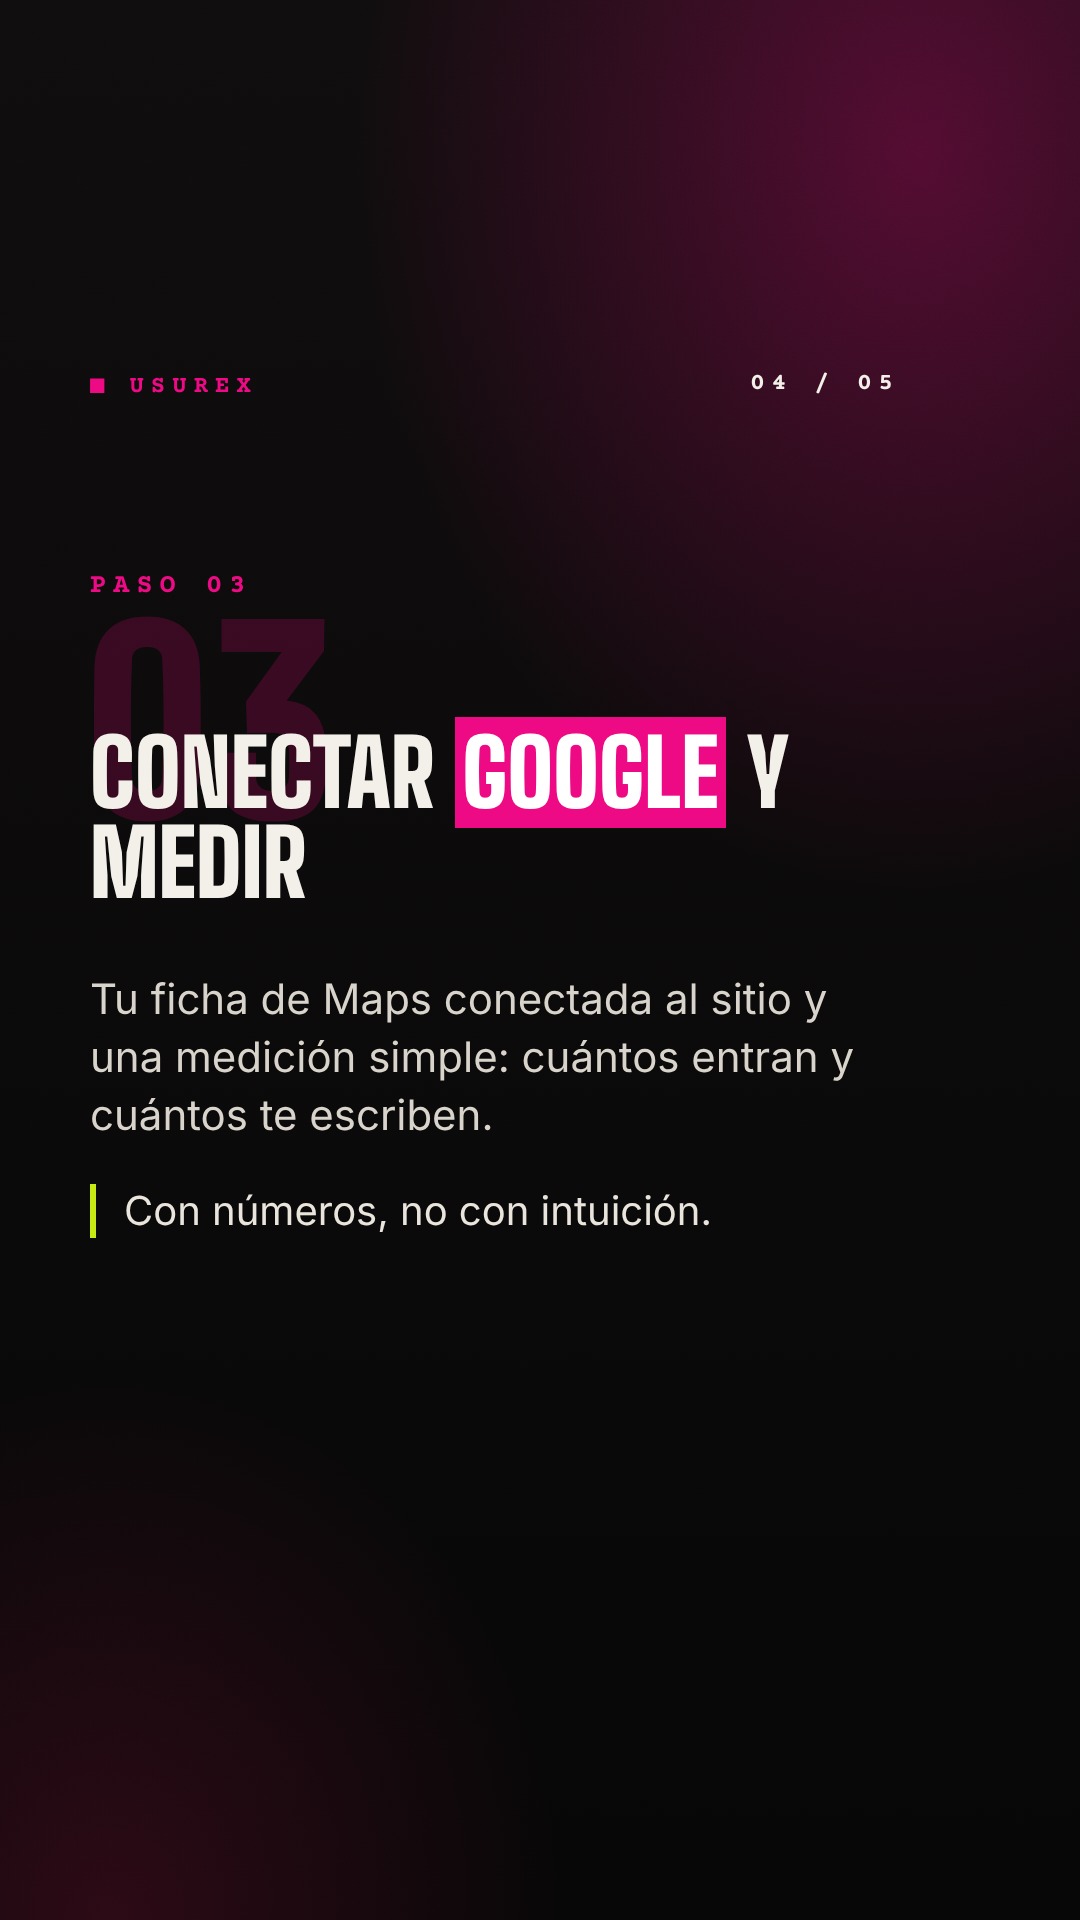 USUREX
04 / 05
PASO 03
03
CONECTAR GOOGLE Y
MEDIR
Tu ficha de Maps conectada al sitio y
una medición simple: cuántos entran y
cuántos te escriben.
Con números, no con intuición.